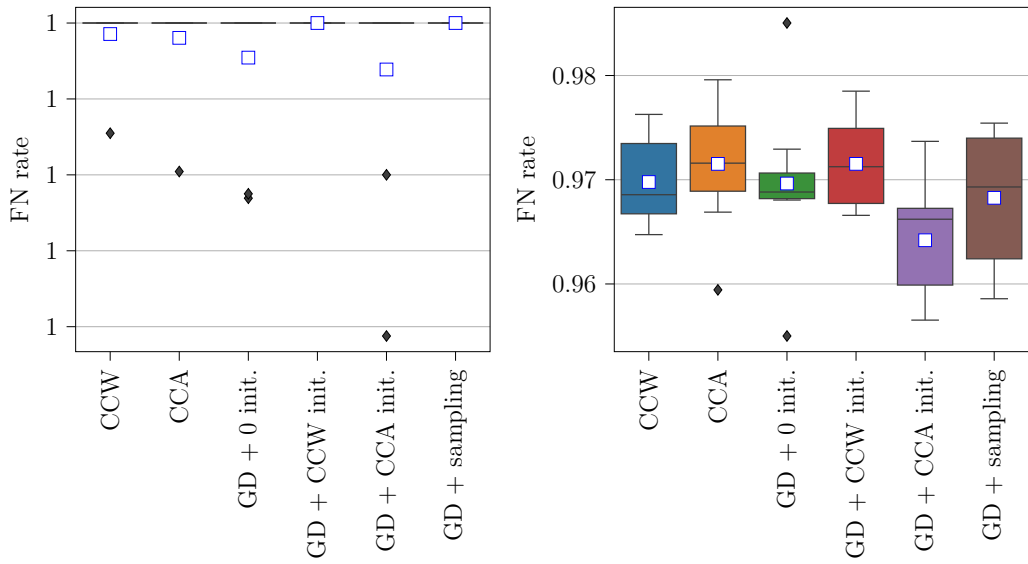 FN rate
1
1
1
1
1
CCW
CCA
GD + 0 init.
GD + CCW init.
GD + CCA init.
GD + sampling
FN rate
0.98
0.97
0.96
CCW
CCA
GD + 0 init.
GD + CCW init.
GD + CCA init.
GD + sampling